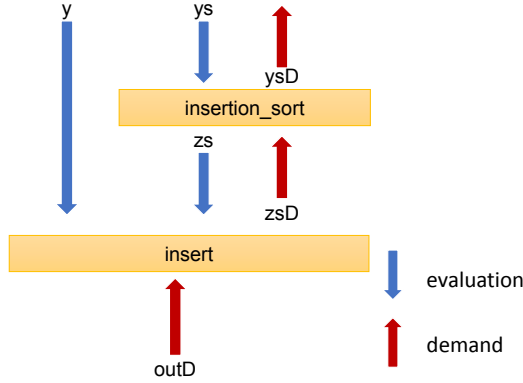 y
ys
ysD
insertion_sort
zs
zsD
insert
evaluation
outD
demand